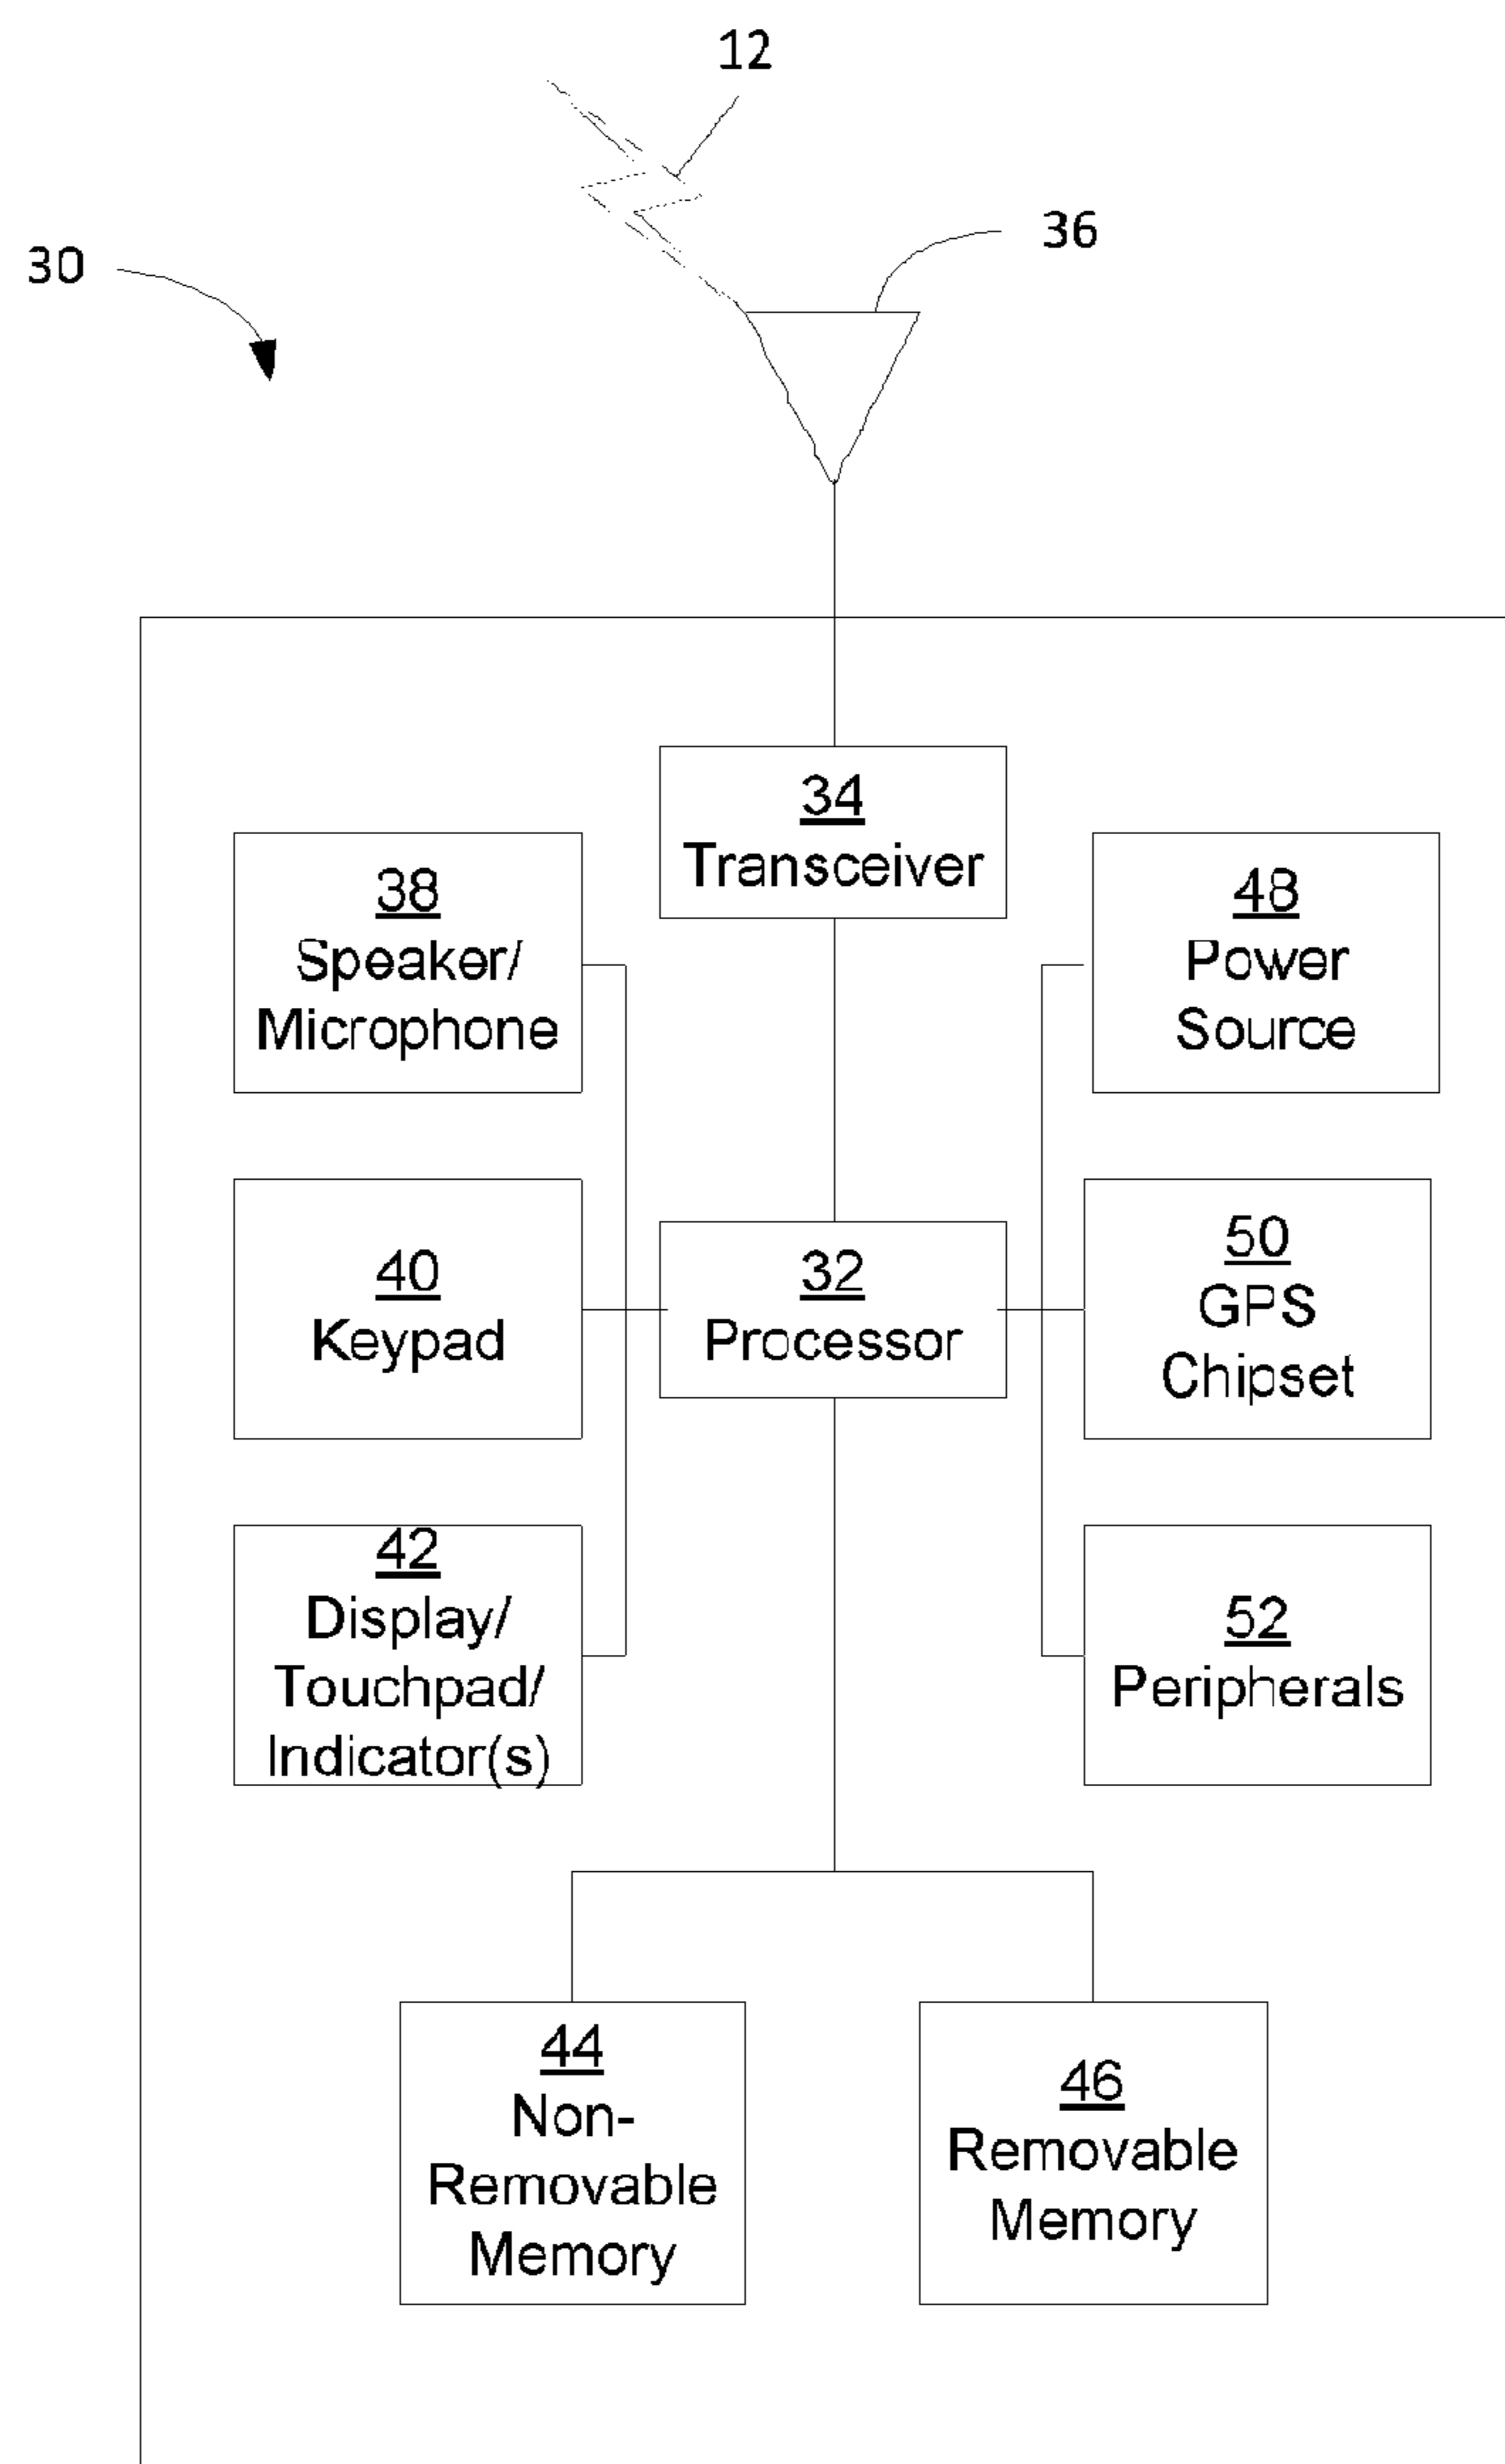 12
36
30
34
Transceiver
38
Speaker/
Microphone
48
Power
Source
40
Keypad
32
Processor
50
GPS
Chipset
42
Display/
Touchpad/
Indicator(s)
52
Peripherals
44
Non-
Removable
Memory
46
Removable
Memory